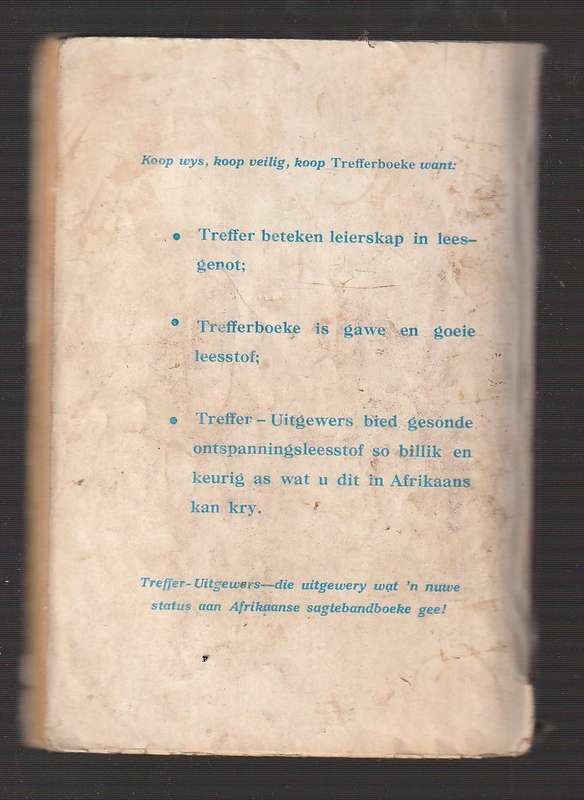 Koop wys, koop veilig, koop Trefferboeke want:
• Treffer beteken leierskap in lees-
genot;
• Trefferboeke is gawe en goeie
leesstof;
• Treffer-Uitgewers bied gesonde
ontspanningsleesstof so billik en
keurig as wat u dit in Afrikaans
kan kry.
Treffer-Uitgewers—die uitgewery wat 'n nuwe
status aan Afrikaanse sagtebandboeke gee!